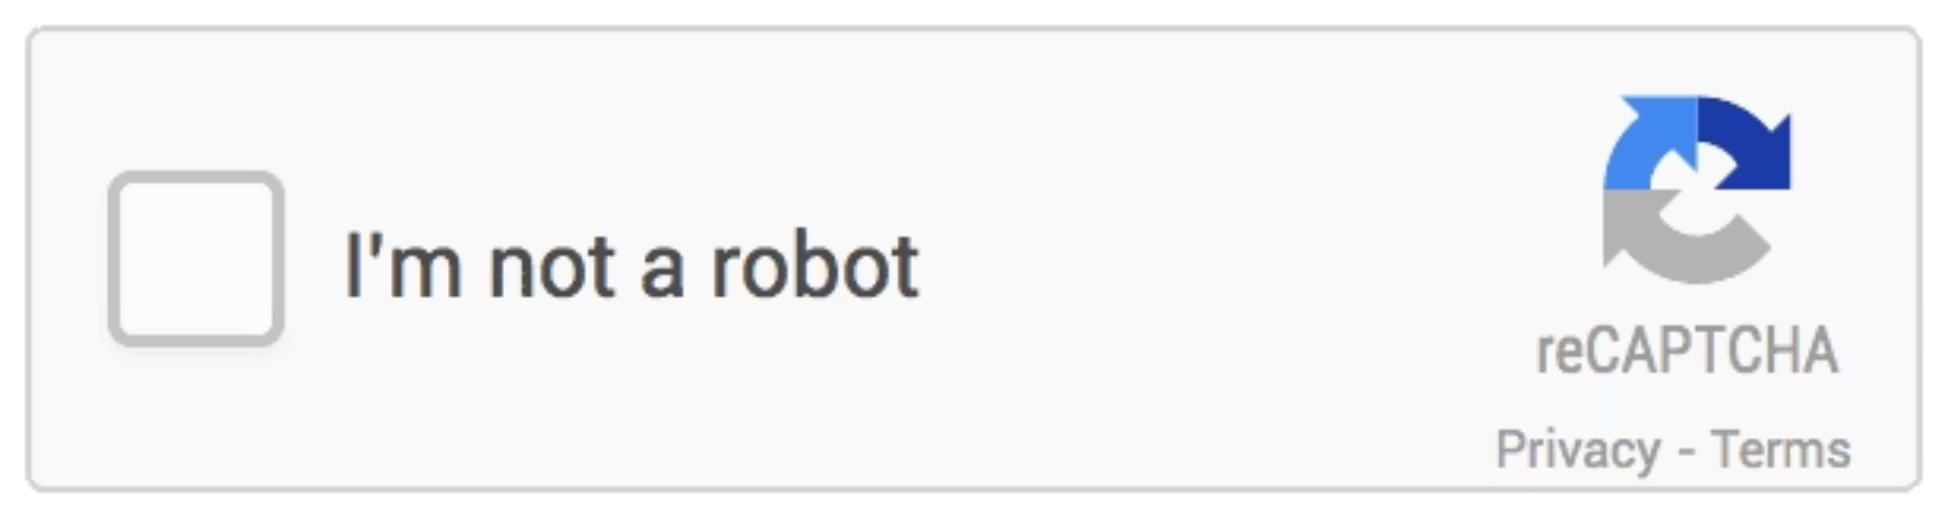 I'm not a robot
reCAPTCHA
Privacy - Terms